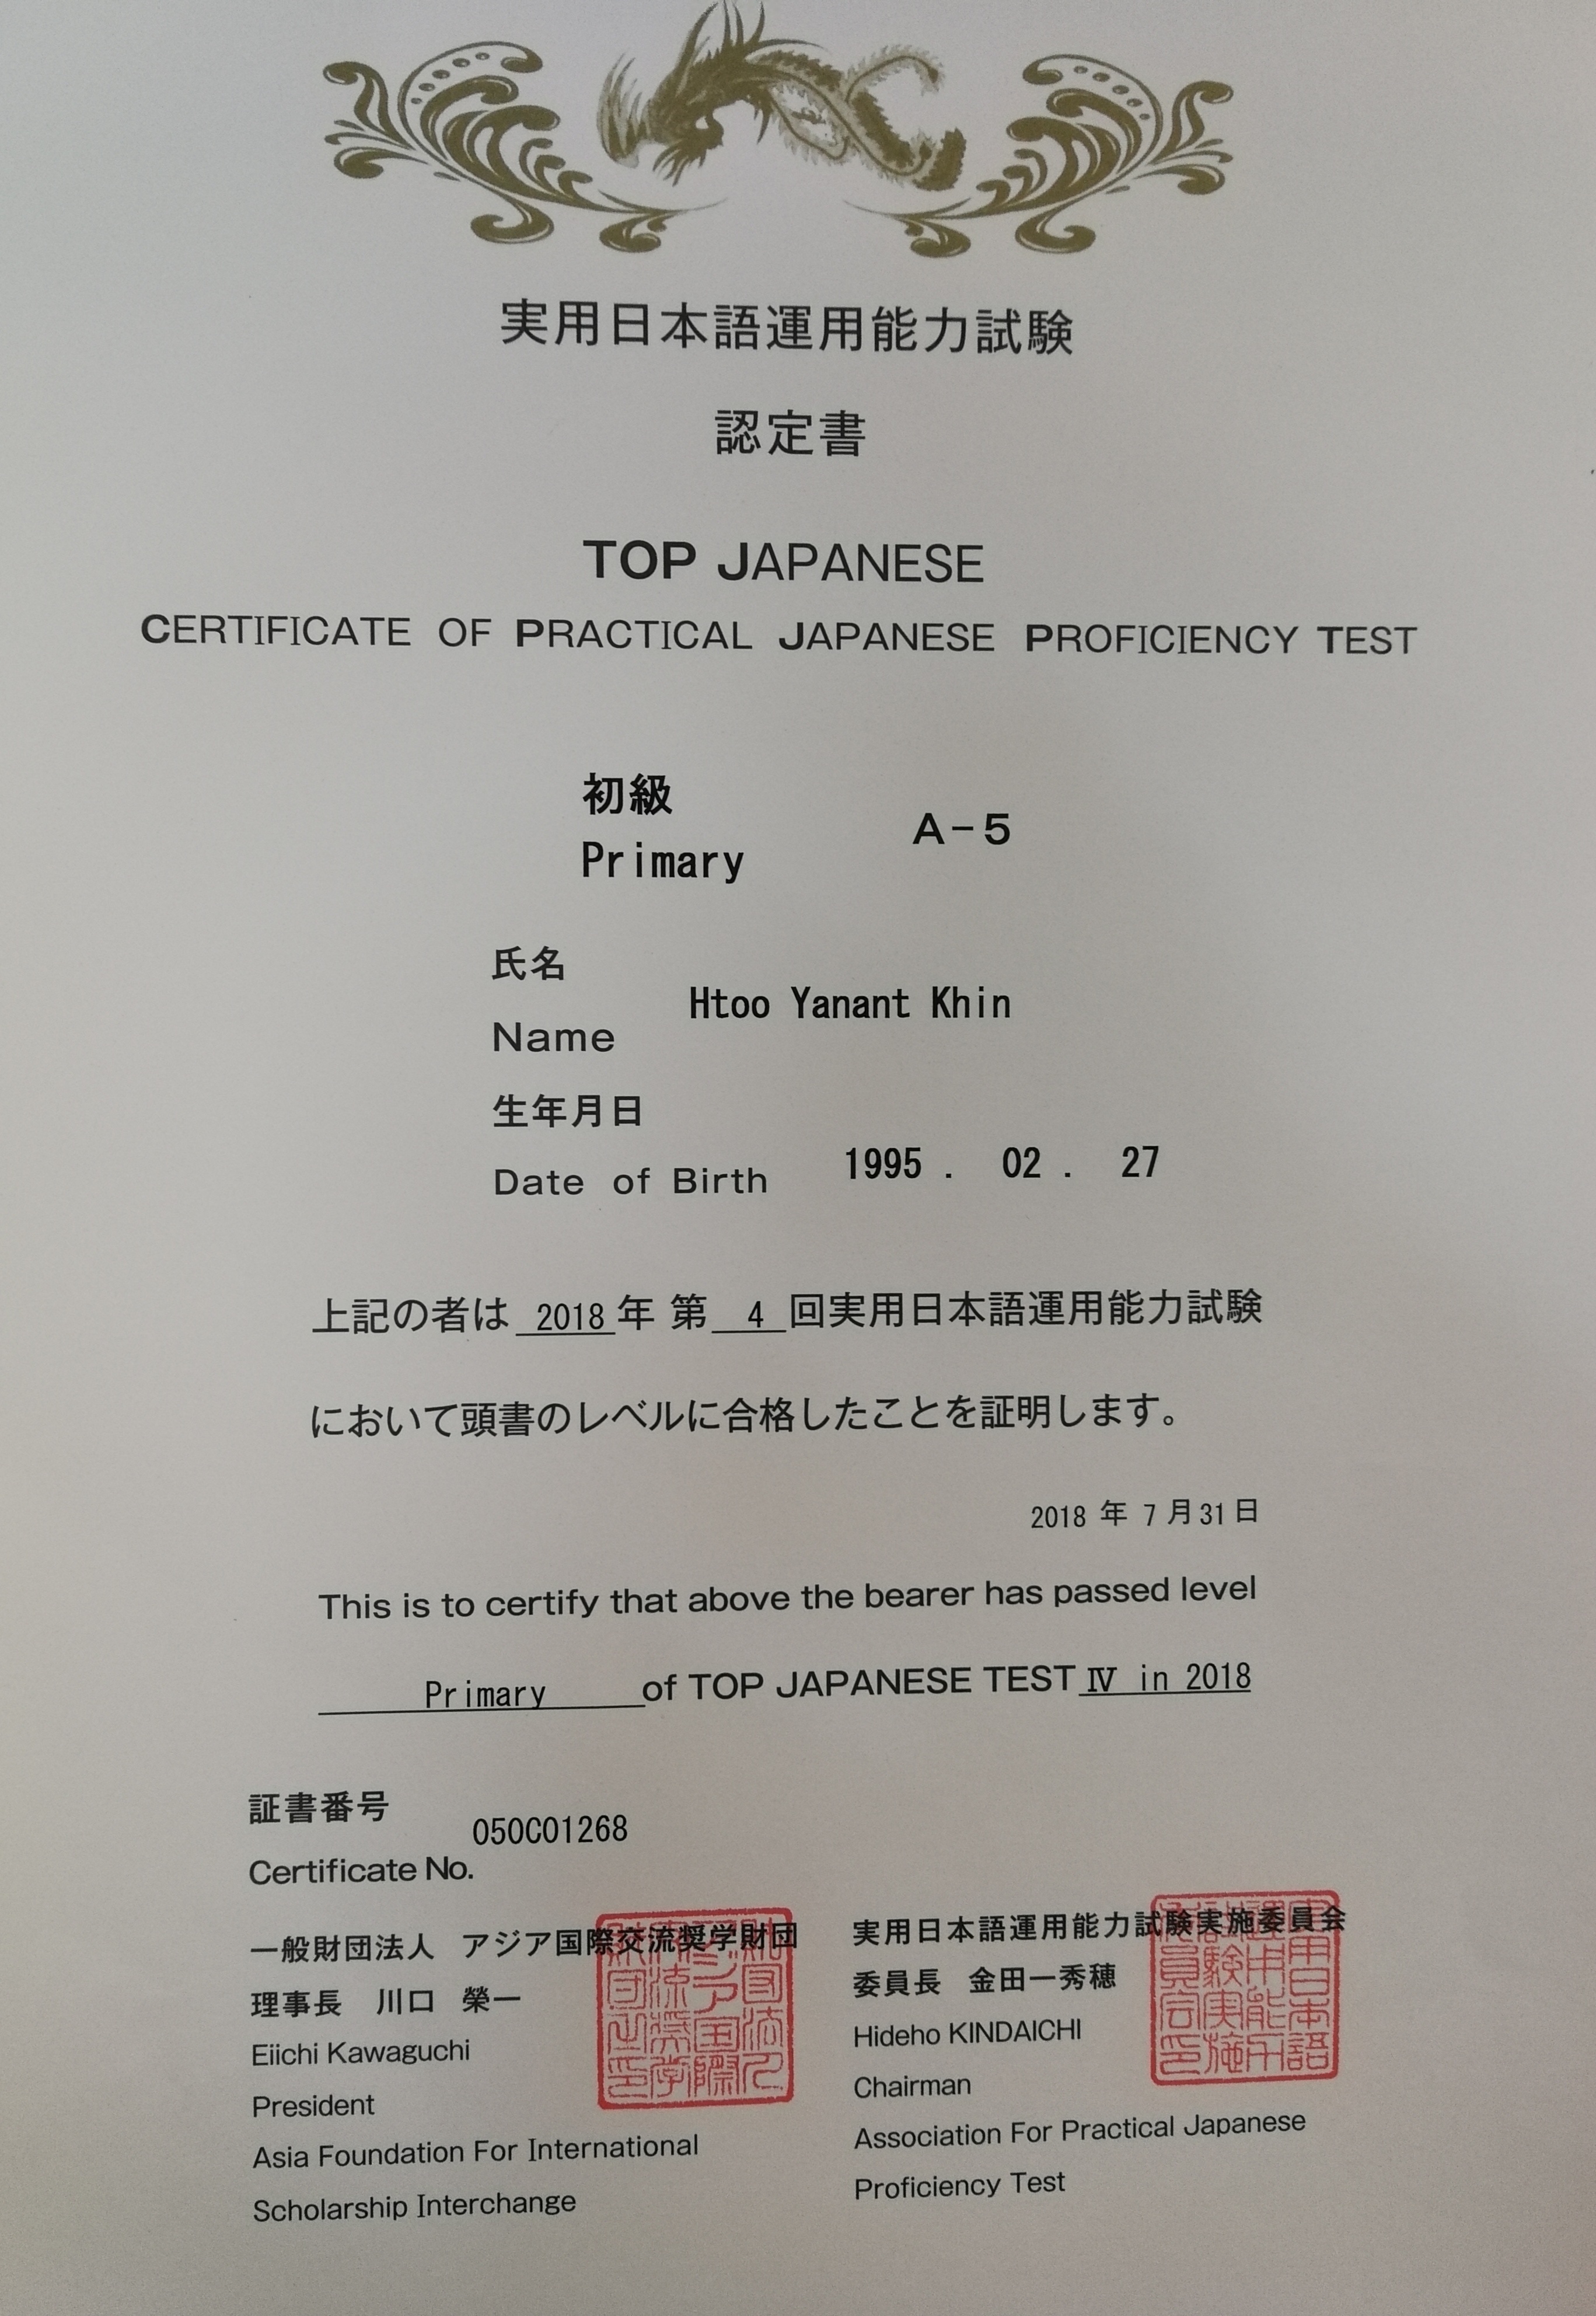 実用日本語運用能力試験
認定書
TOP JAPANESE
CERTIFICATE OF PRACTICAL JAPANESE PROFICIENCY TEST
初級
Primary
A-5
氏名
Name
Htoo Yanant Khin
生年月日
Date of Birth
1995 . 02 . 27
上記の者は 2018 年 第 4 回実用日本語運用能力試験
において頭書のレベルに合格したことを証明します。
2018 年 7 月 31 日
This is to certify that above the bearer has passed level
Primary of TOP JAPANESE TEST Ⅳ in 2018
証書番号
050C01268
Certificate No.
一般財団法人 アジア国際交流奨学財団
理事長 川口 榮一
Eiichi Kawaguchi
President
Asia Foundation For International
Scholarship Interchange
実用日本語運用能力試験実施委員会
委員長 金田一秀穂
Hideho KINDAICHI
Chairman
Association For Practical Japanese
Proficiency Test